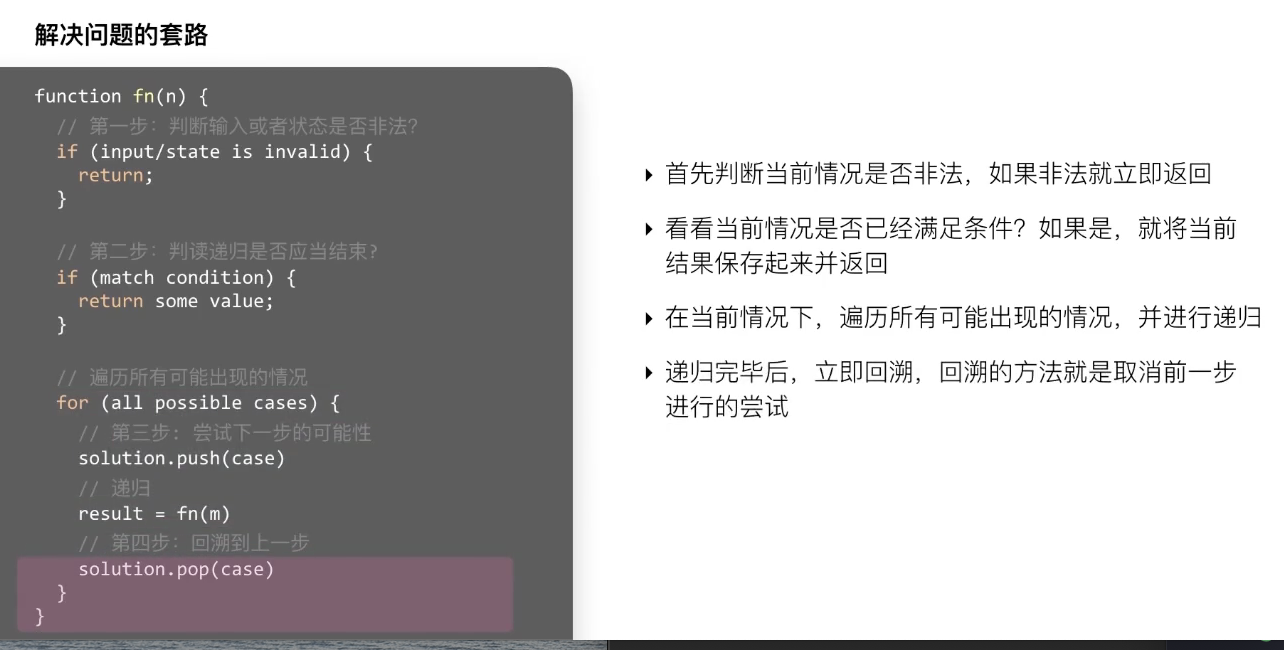 解决问题的套路
function fn(n) {
// 第一步：判断输入或者状态是否非法？
if (input/state is invalid) {
return;
}
// 第二步：判读递归是否应当结束？
if (match condition) {
return some value;
}
// 遍历所有可能出现的情况
for (all possible cases) {
// 第三步：尝试下一步的可能性
solution.push(case)
// 递归
result = fn(m)
// 第四步：回溯到上一步
solution.pop(case)
}
}
首先判断当前情况是否非法，如果非法就立即返回
看看当前情况是否已经满足条件？如果是，就将当前
结果保存起来并返回
在当前情况下，遍历所有可能出现的情况，并进行递归
递归完毕后，立即回溯，回溯的方法就是取消前一步
进行的尝试